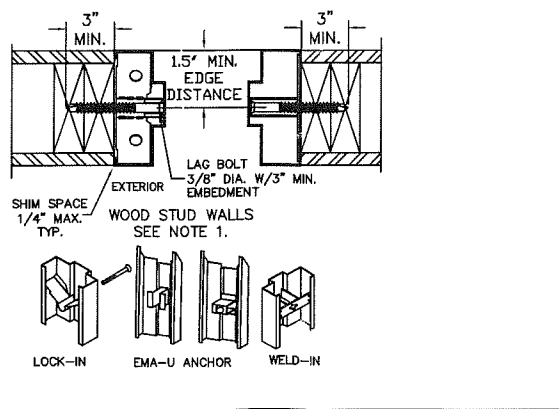 3"
MIN.
3"
MIN.
1.5" MIN.
EDGE
DISTANCE
LAG BOLT
3/8" DIA. W/3" MIN.
EMBEDMENT
EXTERIOR
SHIM SPACE
1/4" MAX.
TYP.
WOOD STUD WALLS
SEE NOTE 1.
LOCK-IN
EMA-U ANCHOR
WELD-IN